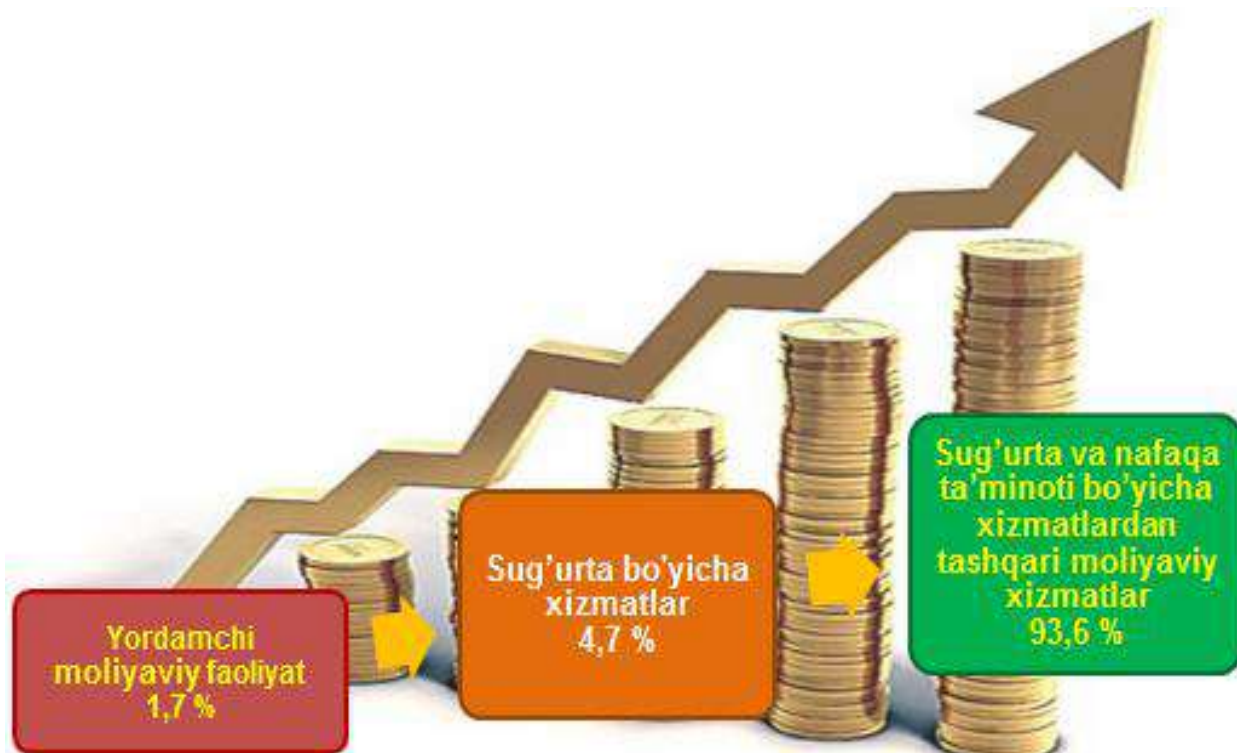 Yordamchi
moliyaviy faoliyat
1,7 %
Sug'urta bo'yicha
xizmatlar
4,7 %
Sug'urta va nafaqa
ta'minoti bo'yicha
xizmatlardan
tashqari moliyaviy
xizmatlar
93,6 %